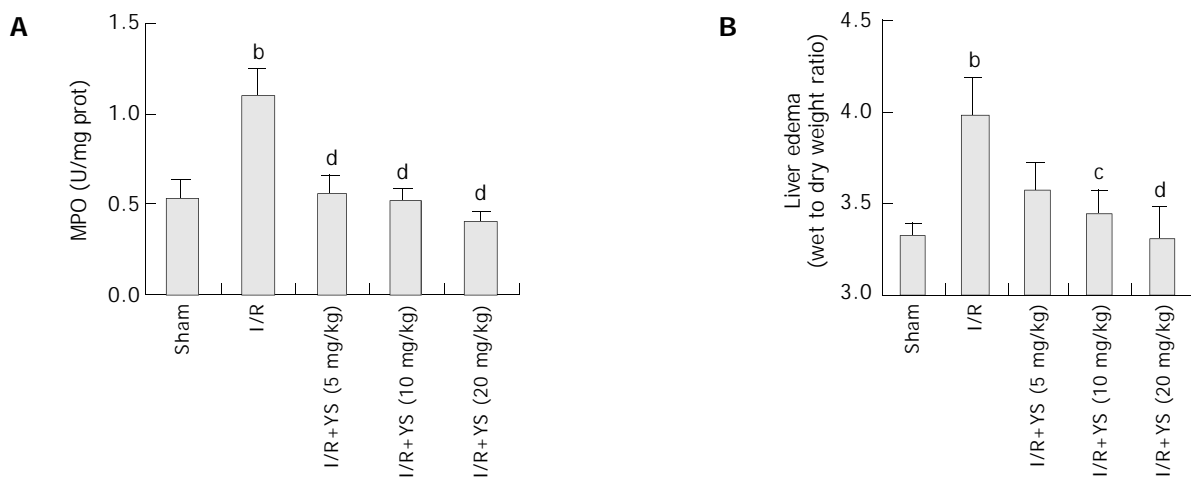 A
MPO (U/mg prot)
1.5
1.0
0.5
0.0
b
d
d
d
Sham
I/R
I/R+YS (5 mg/kg)
I/R+YS (10 mg/kg)
I/R+YS (20 mg/kg)
B
Liver edema
(wet to dry weight ratio)
4.5
4.0
3.5
3.0
b
c
d
Sham
I/R
I/R+YS (5 mg/kg)
I/R+YS (10 mg/kg)
I/R+YS (20 mg/kg)